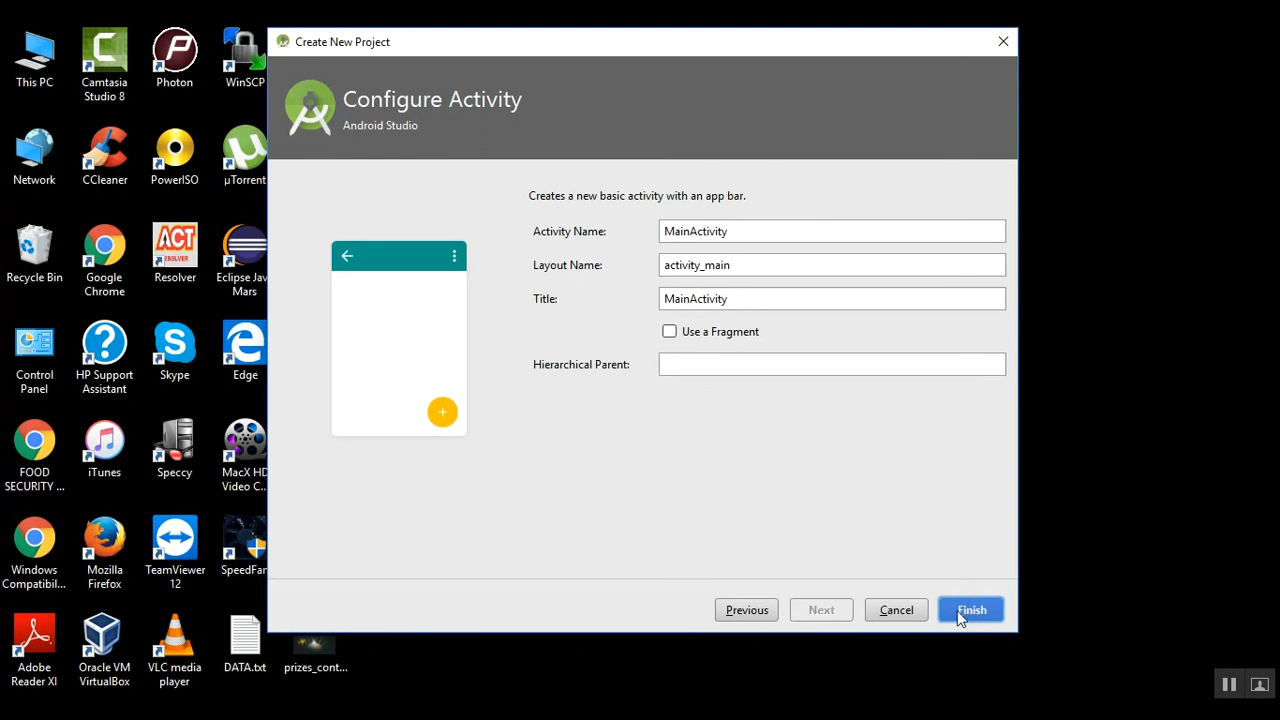 This PC
Camtasia
Studio 8
Photon
WinSCP
Network
CCleaner
PowerISO
µTorrent
Recycle Bin
Google
Chrome
ACT
RESOLVER
Resolver
Eclipse Jav
Mars
Control
Panel
HP Support
Assistant
Skype
Edge
FOOD
SECURITY ...
iTunes
Speccy
MacX HD
Video C...
Windows
Compatibil...
Mozilla
Firefox
TeamViewer
12
SpeedFan
Adobe
Reader XI
Oracle VM
VirtualBox
VLC media
player
DATA.txt
prizes_cont...
Create New Project
Configure Activity
Android Studio
Creates a new basic activity with an app bar.
Activity Name: MainActivity
Layout Name: activity_main
Title: MainActivity
Use a Fragment
Hierarchical Parent:
Previous Next Cancel Finish